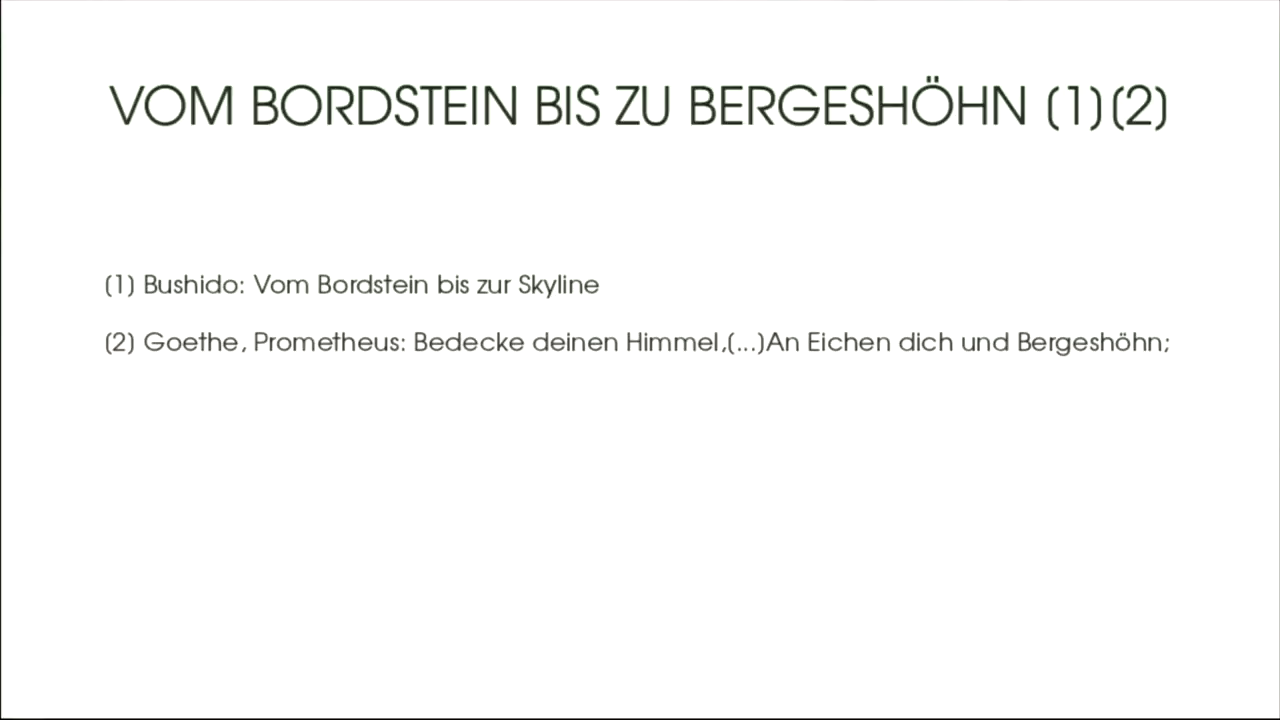 VOM BORDSTEIN BIS ZU BERGESHÖHN (1)(2)
(1) Bushido: Vom Bordstein bis zur Skyline
(2) Goethe, Prometheus: Bedecke deinen Himmel,(...)An Eichen dich und Bergeshöhn;